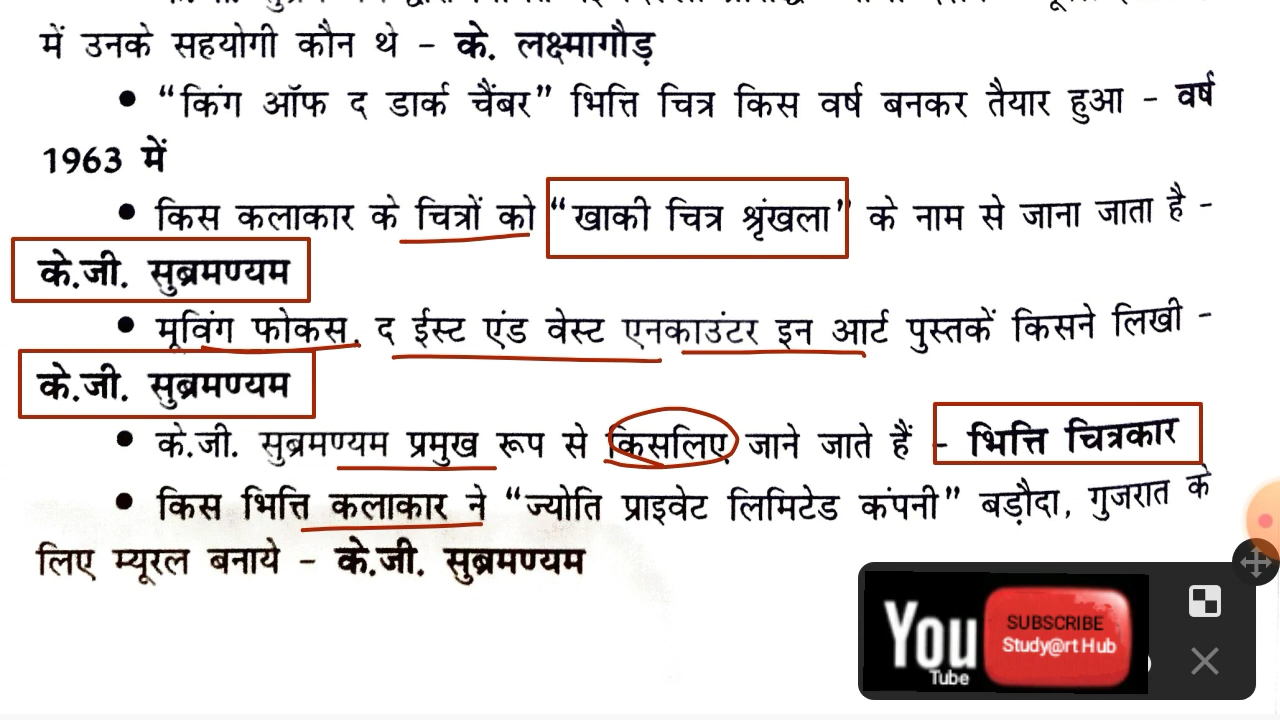 में उनके सहयोगी कौन थे - के. लक्ष्मागौड़
• “किंग ऑफ द डार्क चैंबर” भित्ति चित्र किस वर्ष बनकर तैयार हुआ - वर्ष
1963 में
• किस कलाकार के चित्रों को “खाकी चित्र श्रृंखला” के नाम से जाना जाता है -
के.जी. सुब्रमण्यम
• मूविंग फोकस. द ईस्ट एंड वेस्ट एनकाउंटर इन आर्ट पुस्तकें किसने लिखी -
के.जी. सुब्रमण्यम
• के.जी. सुब्रमण्यम प्रमुख रूप से किसलिए जाने जाते हैं - भित्ति चित्रकार
• किस भित्ति कलाकार ने “ज्योति प्राइवेट लिमिटेड कंपनी” बड़ौदा, गुजरात के
लिए म्यूरल बनाये - के.जी. सुब्रमण्यम
You Tube
SUBSCRIBE
Study@rt Hub